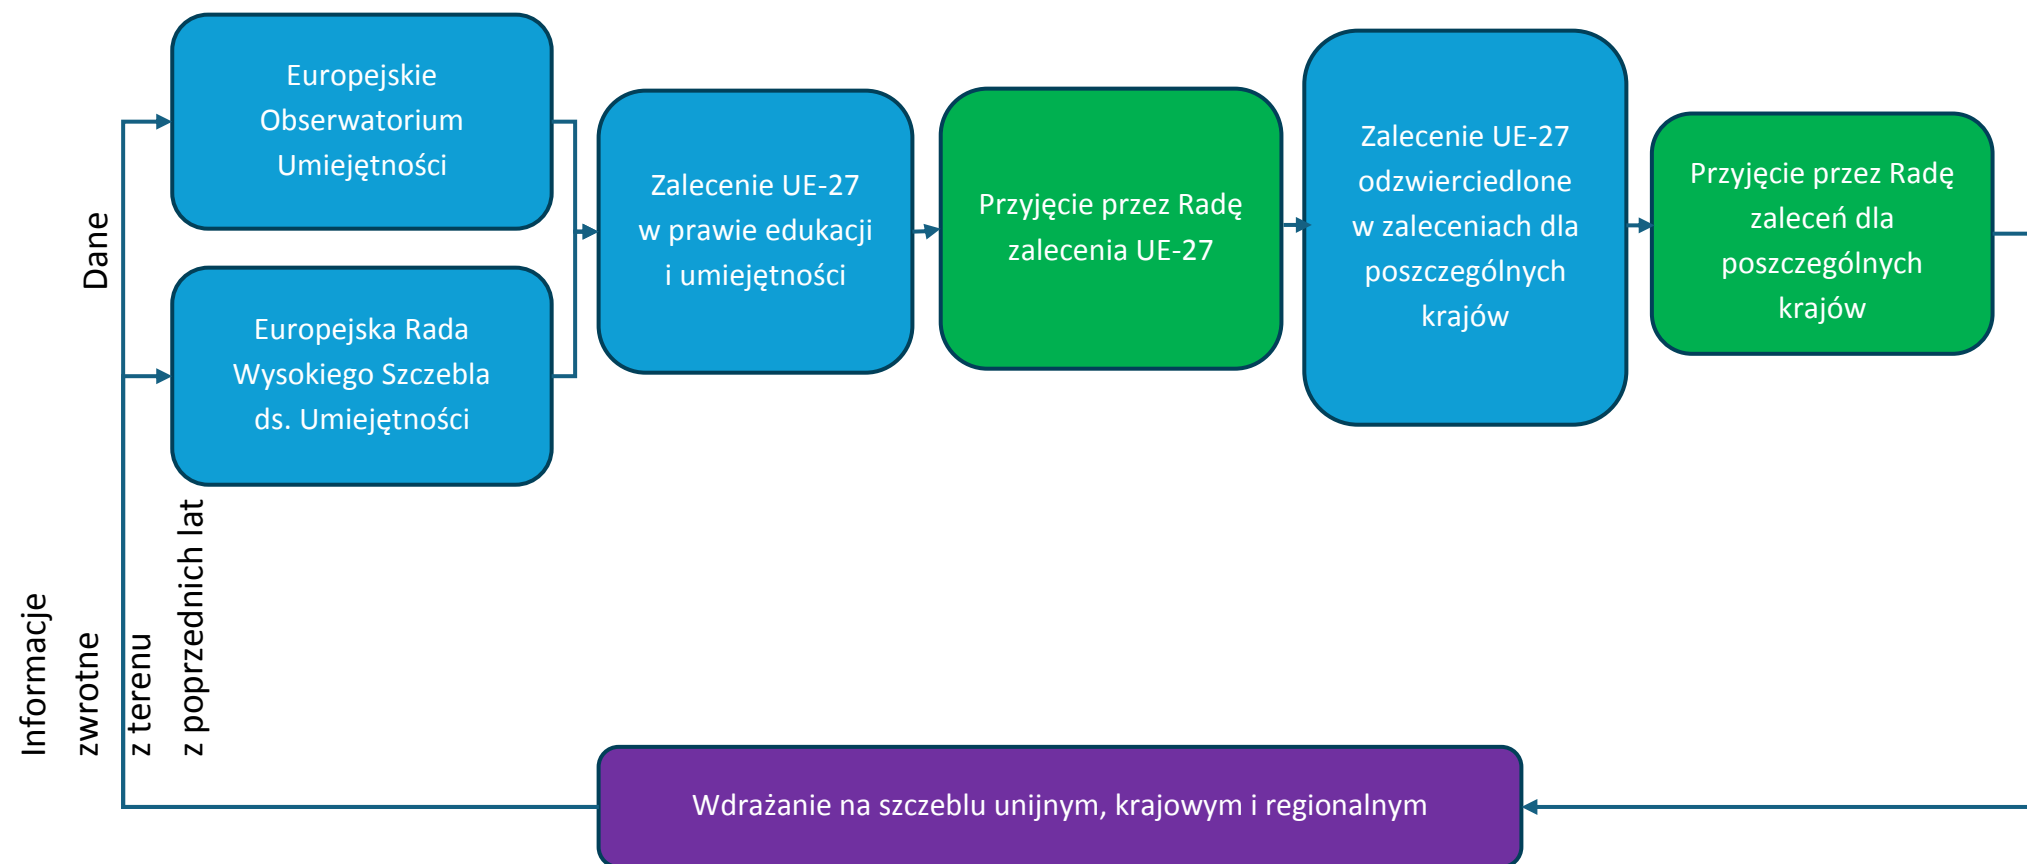 Europejskie
Obserwatorium
Umiejętności
Europejska Rada
Wysokiego Szczebla
ds. Umiejętności
Dane
Informacje
zwrotne
z terenu
z poprzednich lat
Zalecenie UE-27
w prawie edukacji
i umiejętności
Przyjęcie przez Radę
zalecenia UE-27
Zalecenie UE-27
odzwierciedlone
w zaleceniach dla
poszczególnych
krajów
Przyjęcie przez Radę
zaleceń dla
poszczególnych
krajów
Wdrażanie na szczeblu unijnym, krajowym i regionalnym